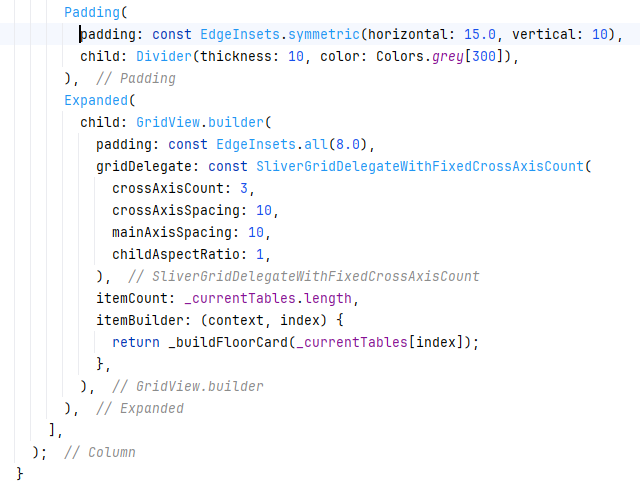 Padding(
padding: const EdgeInsets.symmetric(horizontal: 15.0, vertical: 10),
child: Divider(thickness: 10, color: Colors.grey[300]),
), // Padding
Expanded(
child: GridView.builder(
padding: const EdgeInsets.all(8.0),
gridDelegate: const SliverGridDelegateWithFixedCrossAxisCount(
crossAxisCount: 3,
crossAxisSpacing: 10,
mainAxisSpacing: 10,
childAspectRatio: 1,
), // SliverGridDelegateWithFixedCrossAxisCount
itemCount: _currentTables.length,
itemBuilder: (context, index) {
return _buildFloorCard(_currentTables[index]);
},
), // GridView.builder
), // Expanded
],
); // Column
}